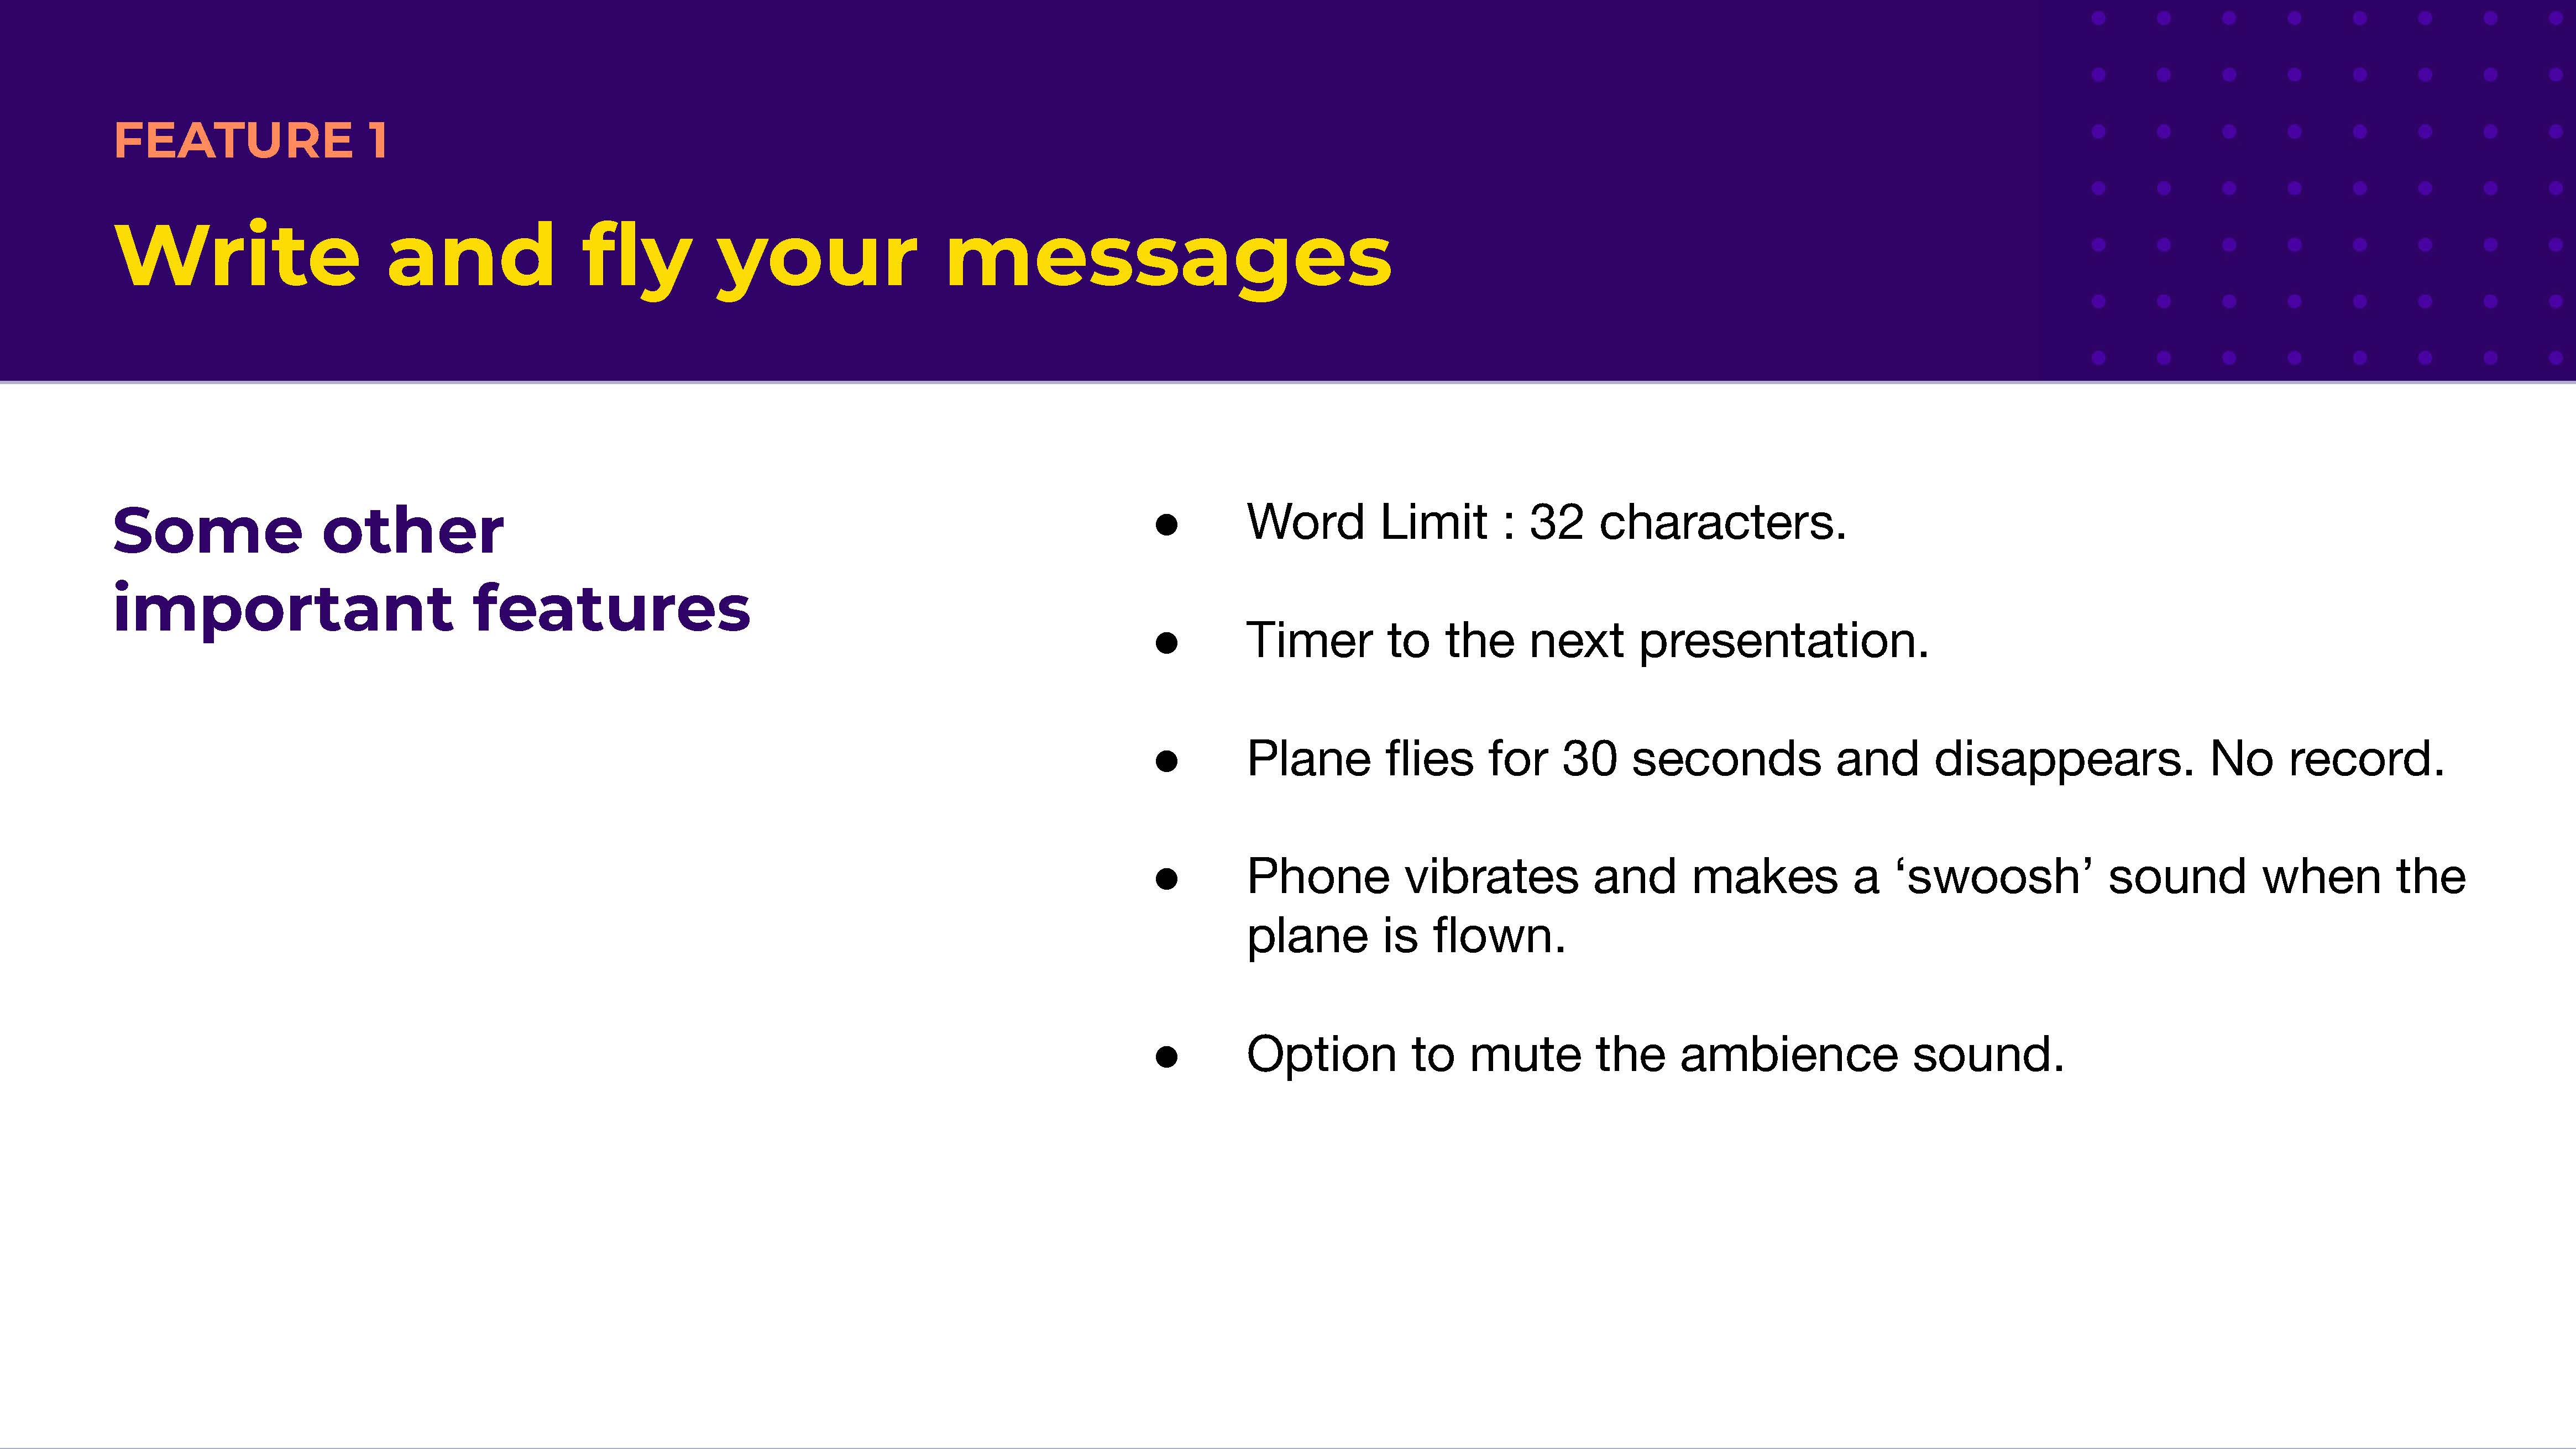 FEATURE 1
Write and fly your messages
Some other
important features
● Word Limit : 32 characters.
● Timer to the next presentation.
● Plane flies for 30 seconds and disappears. No record.
● Phone vibrates and makes a ‘swoosh’ sound when the
plane is flown.
● Option to mute the ambience sound.